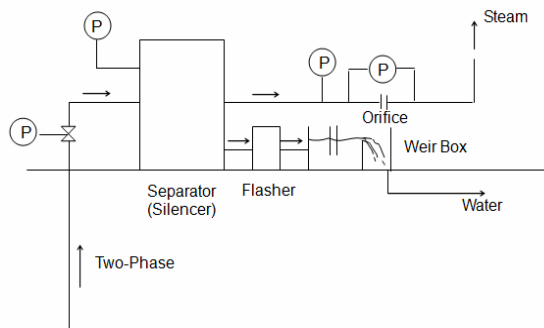 Steam
P
P
P
Orifice
P
Weir Box
Separator
(Silencer)
Flasher
Water
Two-Phase